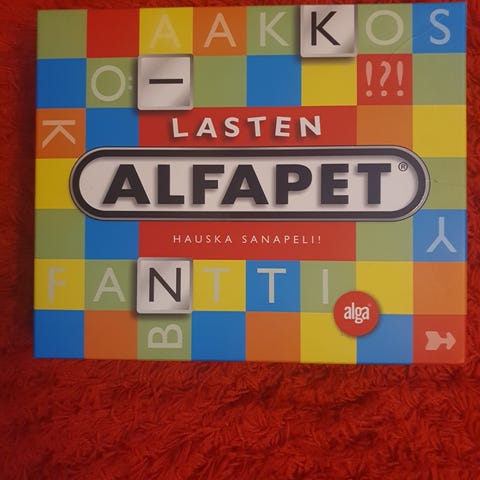 AAKKOS
Ö I !?!
K
LASTEN
ALFAPET®
HAUSKA SANAPELI!
Y
FANTTI
alga
B